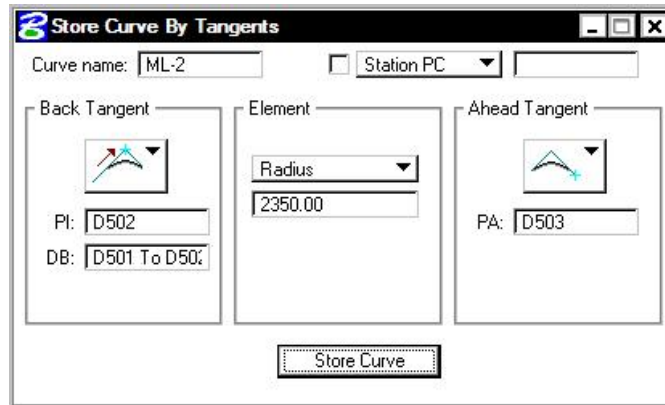 Store Curve By Tangents
Curve name: ML-2 Station PC
Back Tangent
PI: D502
DB: D501 To
Element
Radius
2350.00
Ahead Tangent
PA: D503
Store Curve